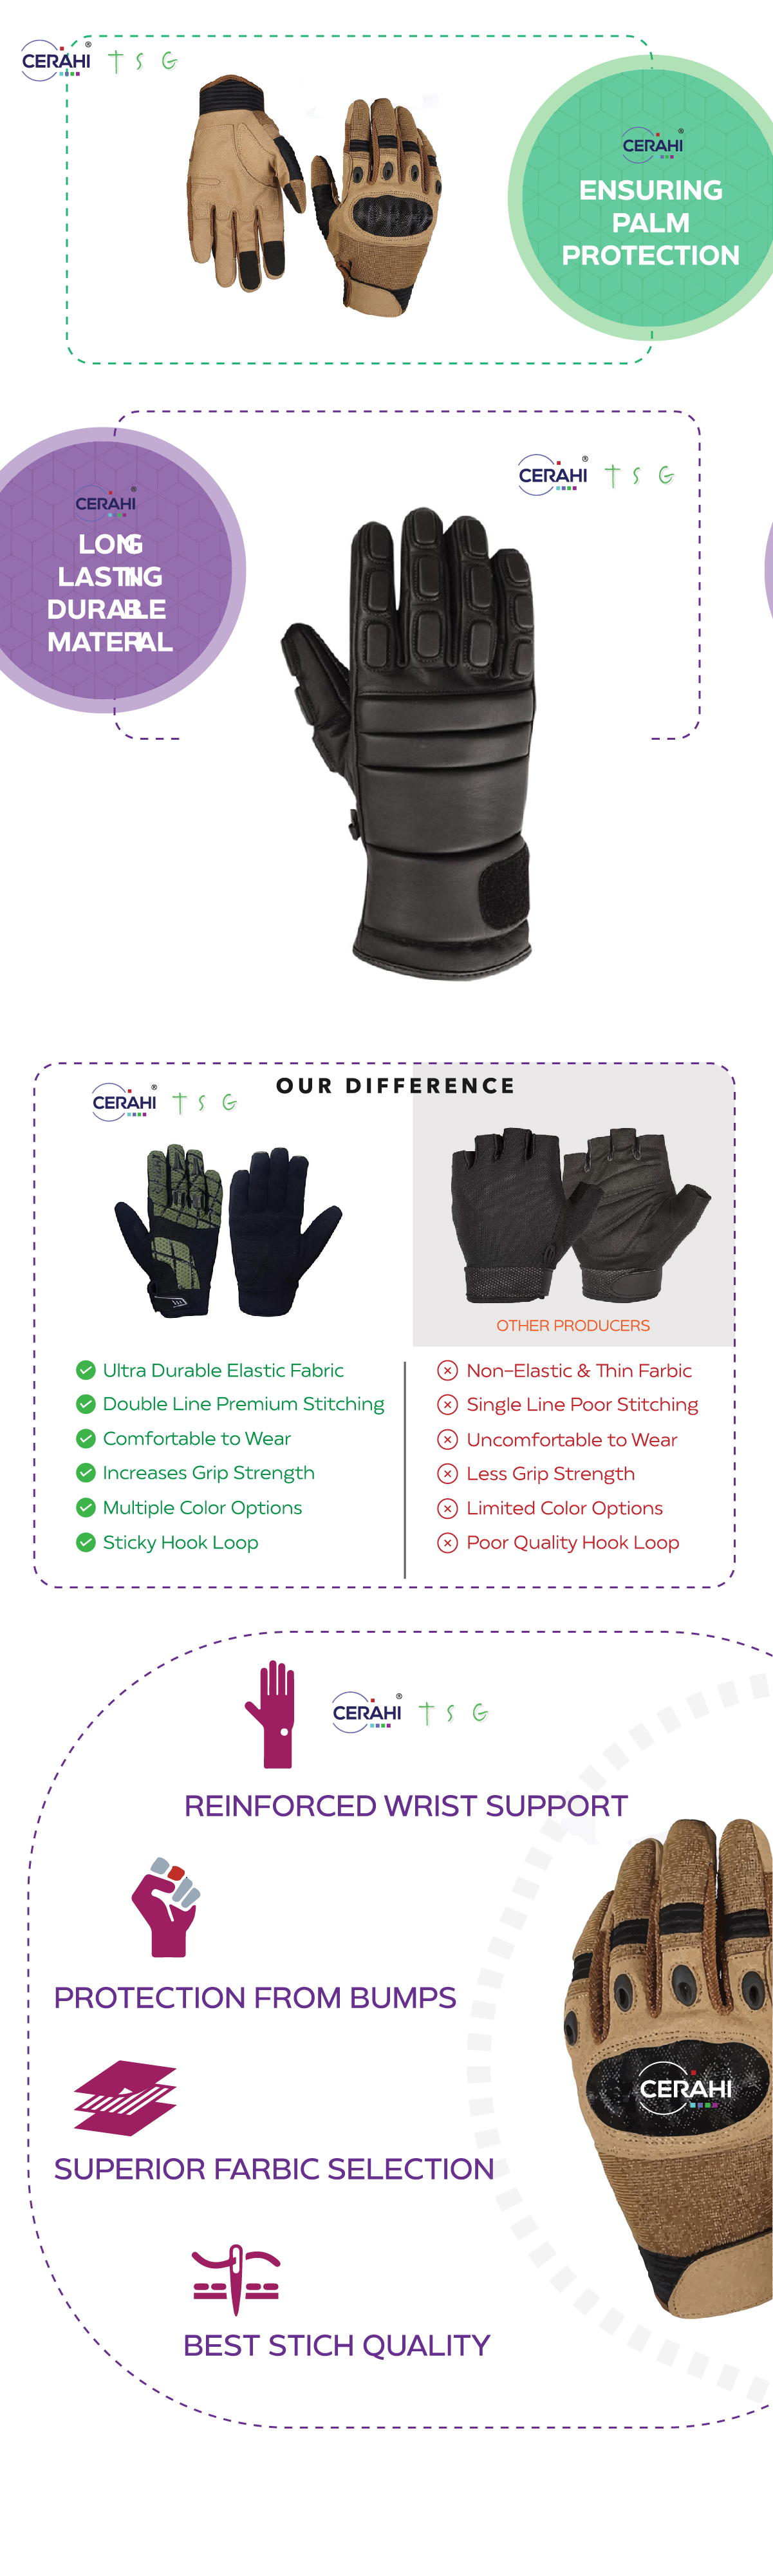 CERAHI ® T S G
CERAHI ®
ENSURING
PALM
PROTECTION
CERAHI ® T S G
CERAHI ®
LONG
LASTING
DURABLE
MATERIAL
OUR DIFFERENCE
CERAHI ® T S G
OTHER PRODUCERS
Ultra Durable Elastic Fabric
Double Line Premium Stitching
Comfortable to Wear
Increases Grip Strength
Multiple Color Options
Sticky Hook Loop
Non-Elastic & Thin Farbic
Single Line Poor Stitching
Uncomfortable to Wear
Less Grip Strength
Limited Color Options
Poor Quality Hook Loop
CERAHI ® T S G
REINFORCED WRIST SUPPORT
PROTECTION FROM BUMPS
CERAHI
SUPERIOR FARBIC SELECTION
BEST STICH QUALITY